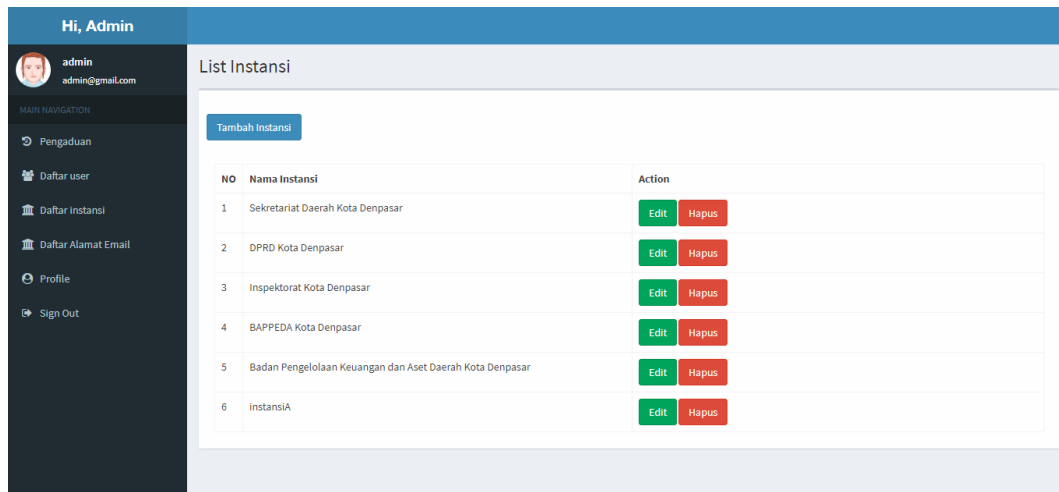 Hi, Admin
admin
admin@gmail.com
MAIN NAVIGATION
Pengaduan
Daftar user
Daftar instansi
Daftar Alamat Email
Profile
Sign Out
List Instansi
Tambah Instansi
NO Nama Instansi Action
1 Sekretariat Daerah Kota Denpasar Edit Hapus
2 DPRD Kota Denpasar Edit Hapus
3 Inspektorat Kota Denpasar Edit Hapus
4 BAPPEDA Kota Denpasar Edit Hapus
5 Badan Pengelolaan Keuangan dan Aset Daerah Kota Denpasar Edit Hapus
6 instansiA Edit Hapus